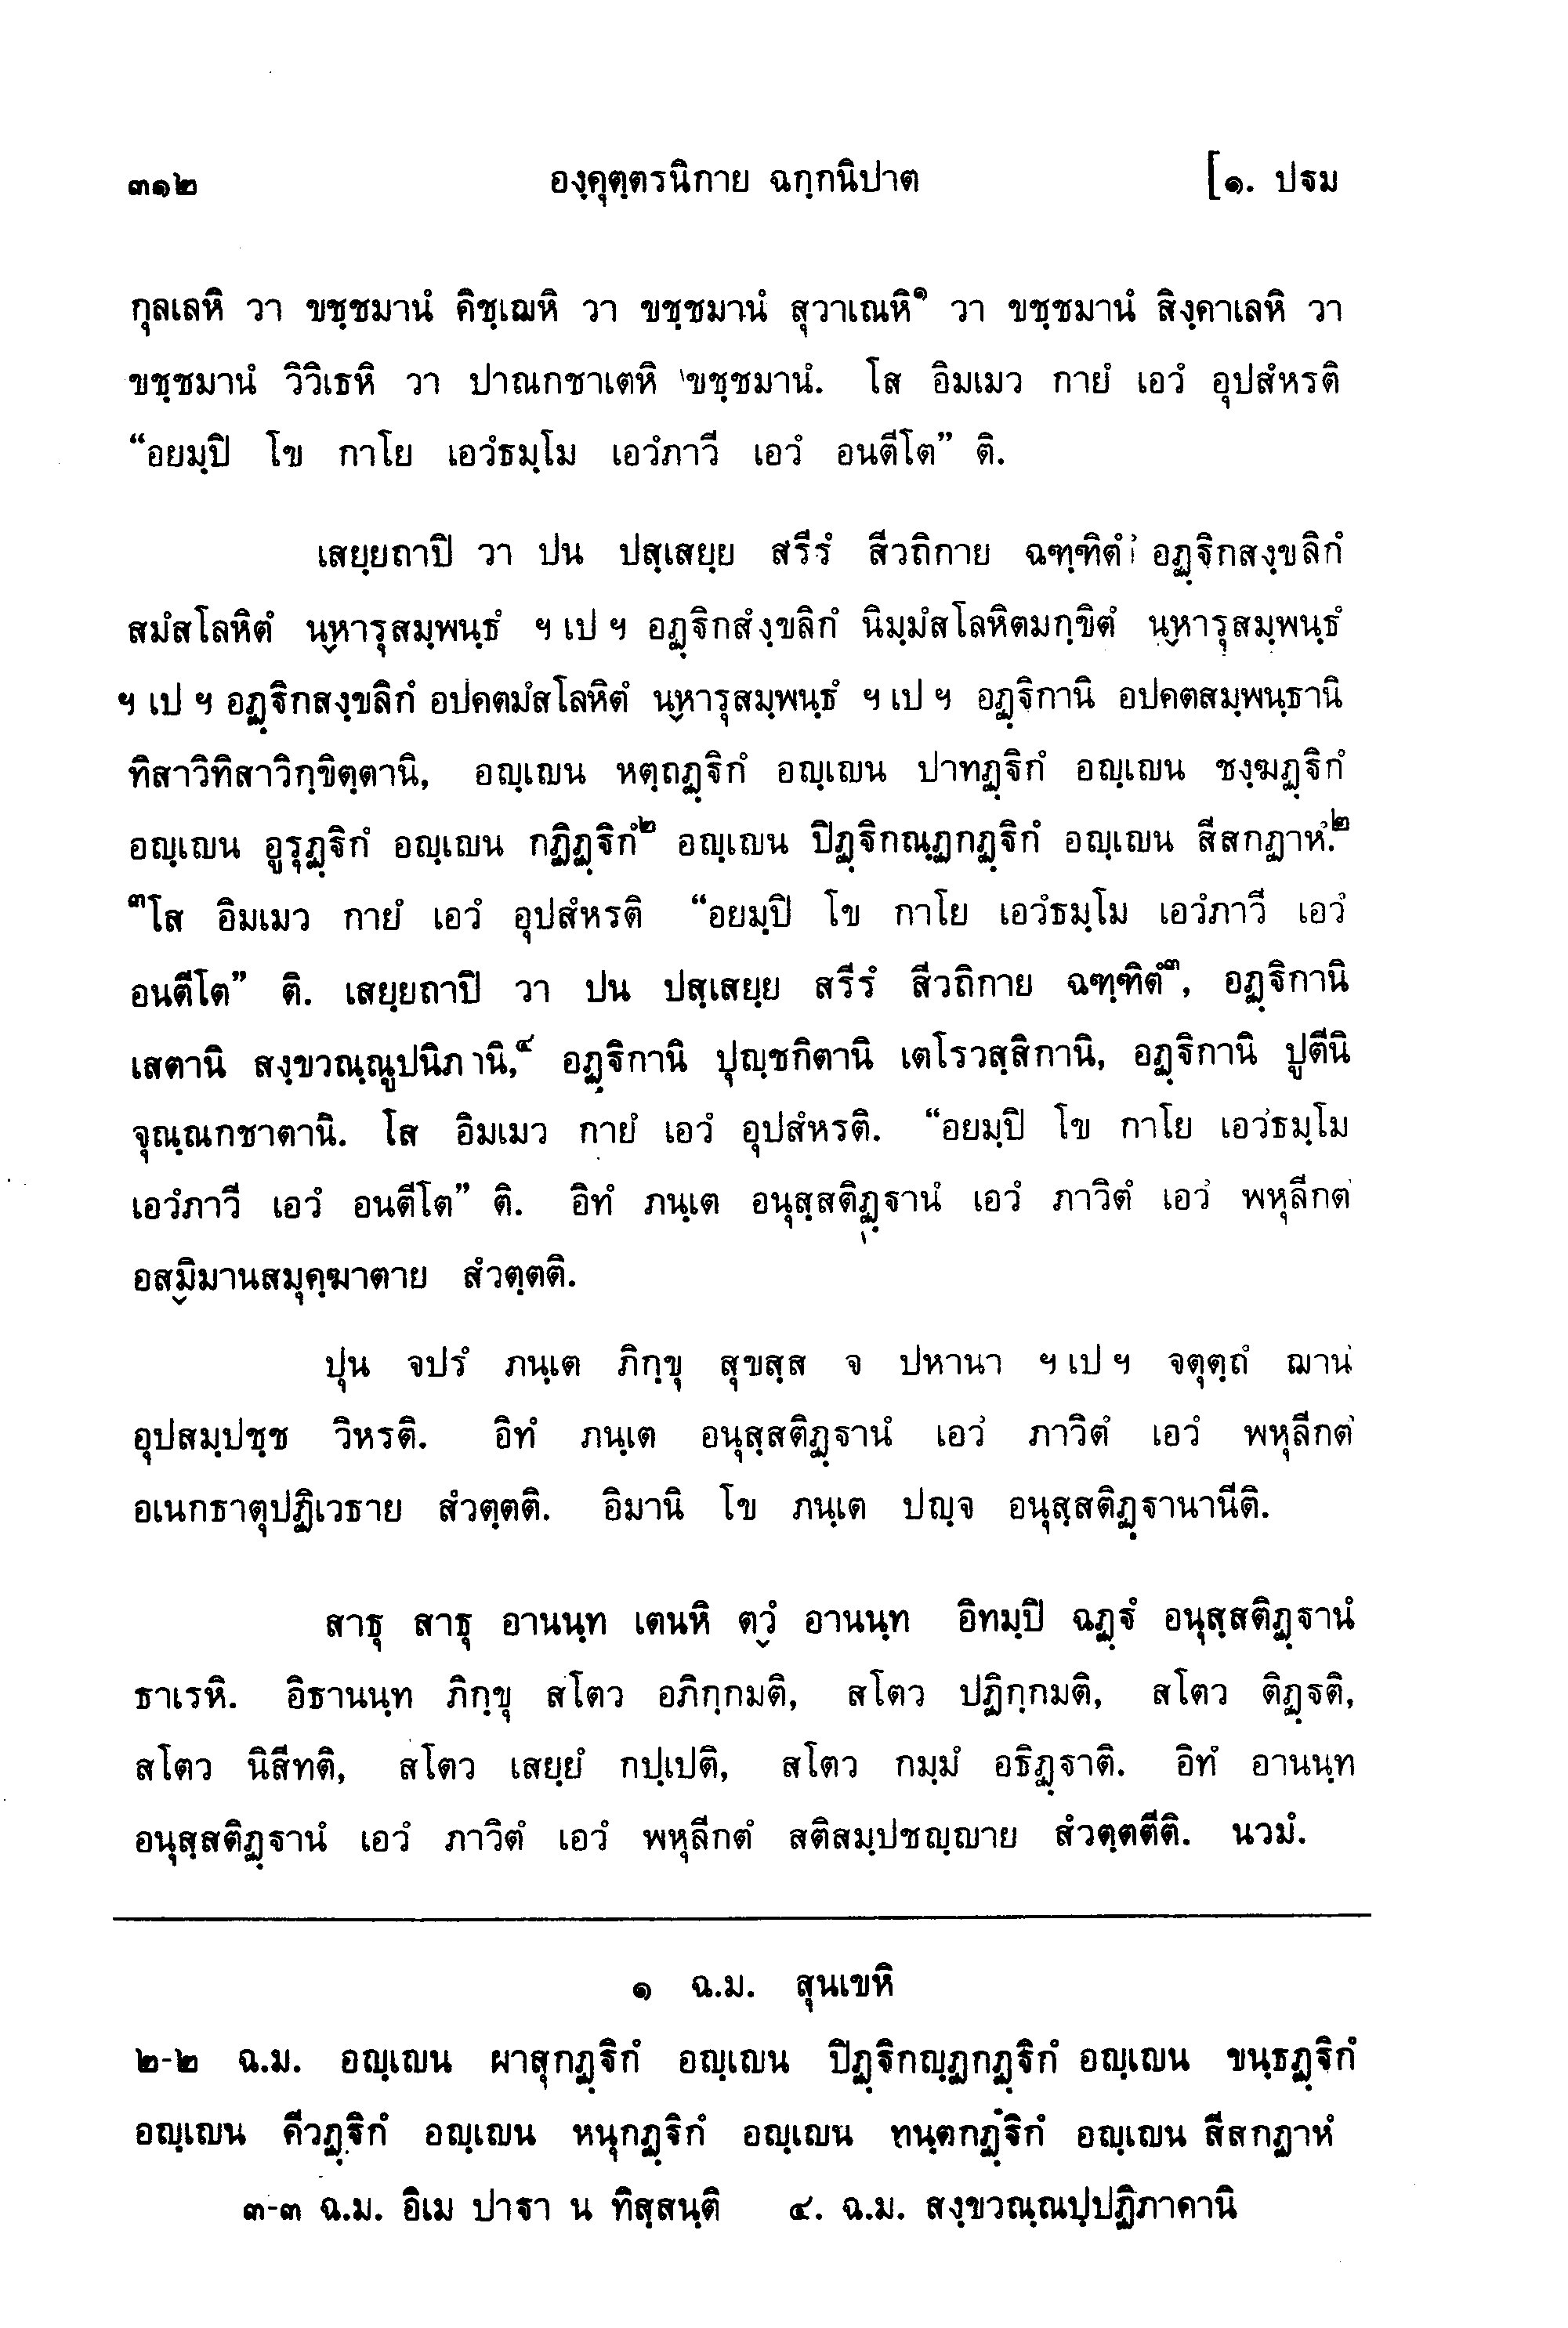 ๓๑๒ องฺคุตฺตรนิกาย ฉกฺกนิปาต [๑. ปฐม
กุลเลหิ วา ขชฺชมานํ คิชฺเฌหิ วา ขชฺชมานํ สุวาเณหิ๑ วา ขชฺชมานํ สิงฺคาเลหิ วา
ขชฺชมานํ วิวิเธหิ วา ปาณกชาเตหิ ขชฺชมานํ. โส อิมเมว กายํ เอวํ อุปสํหรติ
“อยมฺปิ โข กาโย เอวํธมฺโม เอวํภาวี เอวํ อนตีโต” ติ.
เสยฺยถาปิ วา ปน ปสฺเสยฺย สรีรํ สีวถิกาย ฉฑฺฑิตํ อฏฺฐิกสงฺขลิกํ
สมํสโลหิตํ นฺหารุสมฺพนฺธํ ฯ เป ฯ อฏฺฐิกสํงฺขลิกํ นิมฺมํสโลหิตมกฺขิตํ นฺหารุสมฺพนฺธํ
ฯ เป ฯ อฏฺฐิกสงฺขลิกํ อปคตมํสโลหิตํ นฺหารุสมฺพนฺธํ ฯ เป ฯ อฏฺฐิกานิ อปคตสมฺพนฺธานิ
ทิสาวิทิสาวิกฺขิตฺตานิ, อญฺเญน หตฺถฏฺฐิกํ อญฺเญน ปาทฏฺฐิกํ อญฺเญน ชงฺฆฏฺฐิกํ
อญฺเญน อูรุฏฺฐิกํ อญฺเญน กฏิฏฺฐิกํ๒ อญฺเญน ปิฏฺฐิกณฺฏกฏฺฐิกํ อญฺเญน สีสกฏาหํ.๒
๓โส อิมเมว กายํ เอวํ อุปสํหรติ “อยมฺปิ โข กาโย เอวํธมฺโม เอวํภาวี เอวํ
อนตีโต” ติ. เสยฺยถาปิ วา ปน ปสฺเสยฺย สรีรํ สีวถิกาย ฉฑฺฑิตํ๓, อฏฺฐิกานิ
เสตานิ สงฺขวณฺณูปนิภานิ,๔ อฏฺฐิกานิ ปุญฺชกิตานิ เตโรวสฺสิกานิ, อฏฺฐิกานิ ปูตีนิ
จุณฺณกชาตานิ. โส อิมเมว กายํ เอวํ อุปสํหรติ. “อยมฺปิ โข กาโย เอวํธมฺโม
เอวํภาวี เอวํ อนตีโต” ติ. อิทํ ภนฺเต อนุสฺสติฏฺฐานํ เอวํ ภาวิตํ เอวํ พหุลีกตํ
อสฺมิมานสมุคฺฆาตาย สํวตฺตติ.
ปุน จปรํ ภนฺเต ภิกฺขุ สุขสฺส จ ปหานา ฯ เป ฯ จตุตฺถํ ฌานํ
อุปสมฺปชฺช วิหรติ. อิทํ ภนฺเต อนุสฺสติฏฺฐานํ เอวํ ภาวิตํ เอวํ พหุลีกตํ
อเนกธาตุปฏิเวธาย สํวตฺตติ. อิมานิ โข ภนฺเต ปญฺจ อนุสฺสติฏฺฐานานีติ.
สาธุ สาธุ อานนฺท เตนหิ ตฺวํ อานนฺท อิทมฺปิ ฉฏฺฐํ อนุสฺสติฏฺฐานํ
ธาเรหิ. อิธานนฺท ภิกฺขุ สโตว อภิกฺกมติ, สโตว ปฏิกฺกมติ, สโตว ติฏฺฐติ,
สโตว นิสีทติ, สโตว เสยฺยํ กปฺเปติ, สโตว กมฺมํ อธิฏฺฐาติ. อิทํ อานนฺท
อนุสฺสติฏฺฐานํ เอวํ ภาวิตํ เอวํ พหุลีกตํ สติสมฺปชญฺญาย สํวตฺตตีติ. นวมํ.
๑ ฉ.ม. สุนเขหิ
๒-๒ ฉ.ม. อญฺเญน ผาสุกฏฺฐิกํ อญฺเญน ปิฏฺฐิกญฺฏกฏฺฐิกํ อญฺเญน ขนฺธฏฺฐิกํ
อญฺเญน คีวฏฺฐิกํ อญฺเญน หนุกฏฺฐิกํ อญฺเญน ทนฺตกฏฺฐิกํ อญฺเญน สีสกฏาหํ
๓-๓ ฉ.ม. อิเม ปาฐา น ทิสฺสนฺติ ๔. ฉ.ม. สงฺขวณฺณปฺปฏิภาคานิ